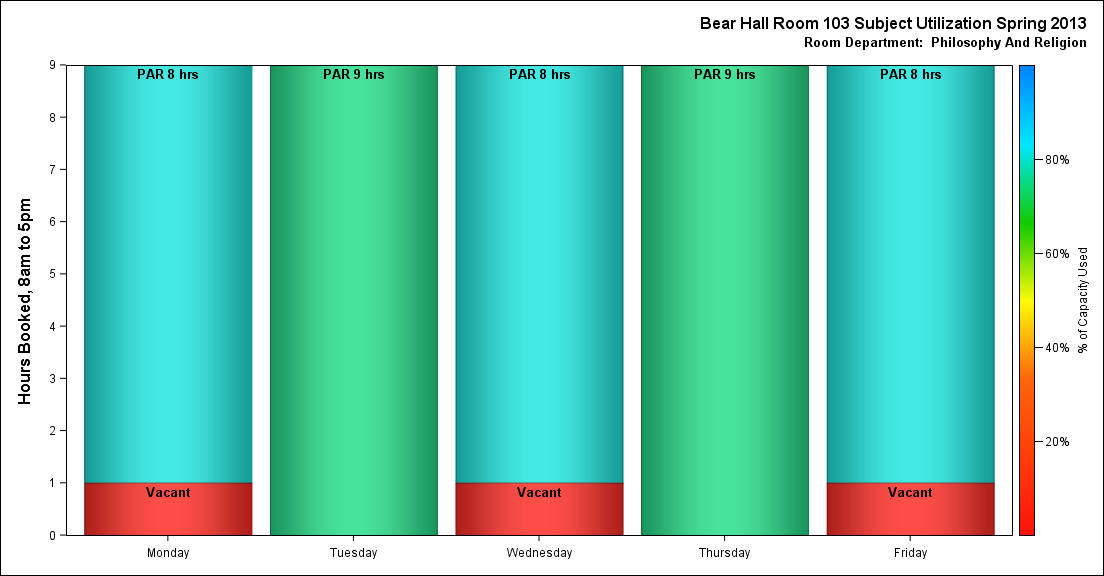 Bear Hall Room 103 Subject Utilization Spring 2013
Room Department:  Philosophy And Religion
Hours Booked, 8am to 5pm
9
8
7
6
5
4
3
2
1
0
PAR 8 hrs
PAR 9 hrs
PAR 8 hrs
PAR 9 hrs
PAR 8 hrs
Vacant
Vacant
Vacant
Monday
Tuesday
Wednesday
Thursday
Friday
80%
60%
40%
20%
% of Capacity Used